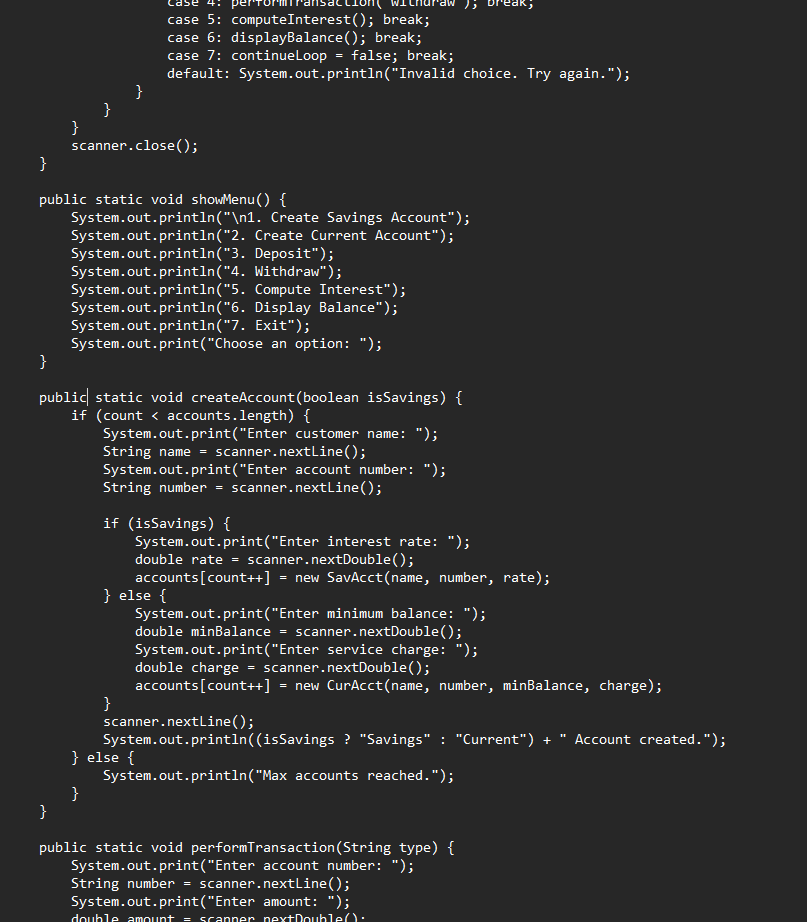 case 4: performTransaction("withdraw"); break;
case 5: computeInterest(); break;
case 6: displayBalance(); break;
case 7: continueLoop = false; break;
default: System.out.println("Invalid choice. Try again.");
}
}
}
scanner.close();
}
public static void showMenu() {
System.out.println("\n1. Create Savings Account");
System.out.println("2. Create Current Account");
System.out.println("3. Deposit");
System.out.println("4. Withdraw");
System.out.println("5. Compute Interest");
System.out.println("6. Display Balance");
System.out.println("7. Exit");
System.out.print("Choose an option: ");
}
public static void createAccount(boolean isSavings) {
if (count < accounts.length) {
System.out.print("Enter customer name: ");
String name = scanner.nextLine();
System.out.print("Enter account number: ");
String number = scanner.nextLine();
if (isSavings) {
System.out.print("Enter interest rate: ");
double rate = scanner.nextDouble();
accounts[count++] = new SavAcct(name, number, rate);
} else {
System.out.print("Enter minimum balance: ");
double minBalance = scanner.nextDouble();
System.out.print("Enter service charge: ");
double charge = scanner.nextDouble();
accounts[count++] = new CurAcct(name, number, minBalance, charge);
}
scanner.nextLine();
System.out.println((isSavings ? "Savings" : "Current") + " Account created.");
} else {
System.out.println("Max accounts reached.");
}
}
public static void performTransaction(String type) {
System.out.print("Enter account number: ");
String number = scanner.nextLine();
System.out.print("Enter amount: ");
double amount = scanner.nextDouble();